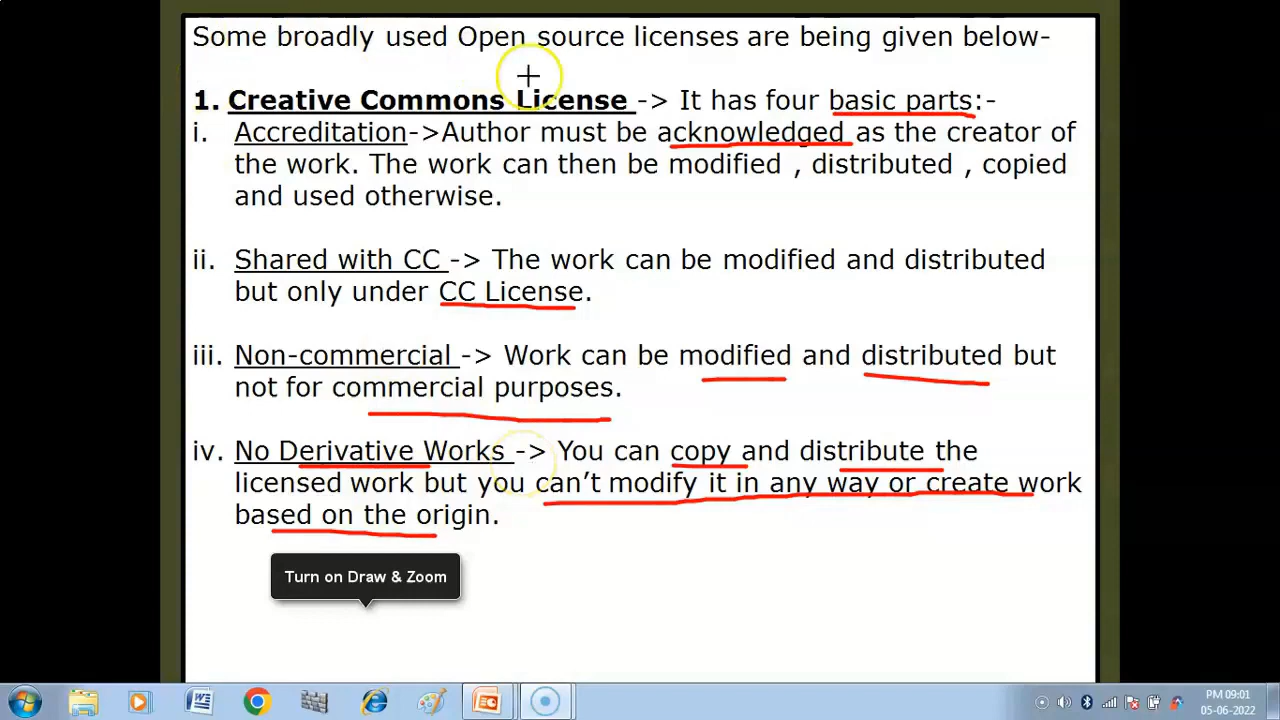 Some broadly used Open source licenses are being given below-
1. Creative Commons License -> It has four basic parts:-
i. Accreditation->Author must be acknowledged as the creator of
the work. The work can then be modified , distributed , copied
and used otherwise.
ii. Shared with CC -> The work can be modified and distributed
but only under CC License.
iii. Non-commercial -> Work can be modified and distributed but
not for commercial purposes.
iv. No Derivative Works -> You can copy and distribute the
licensed work but you can’t modify it in any way or create work
based on the origin.
Turn on Draw & Zoom
PM 09:01
05-06-2022